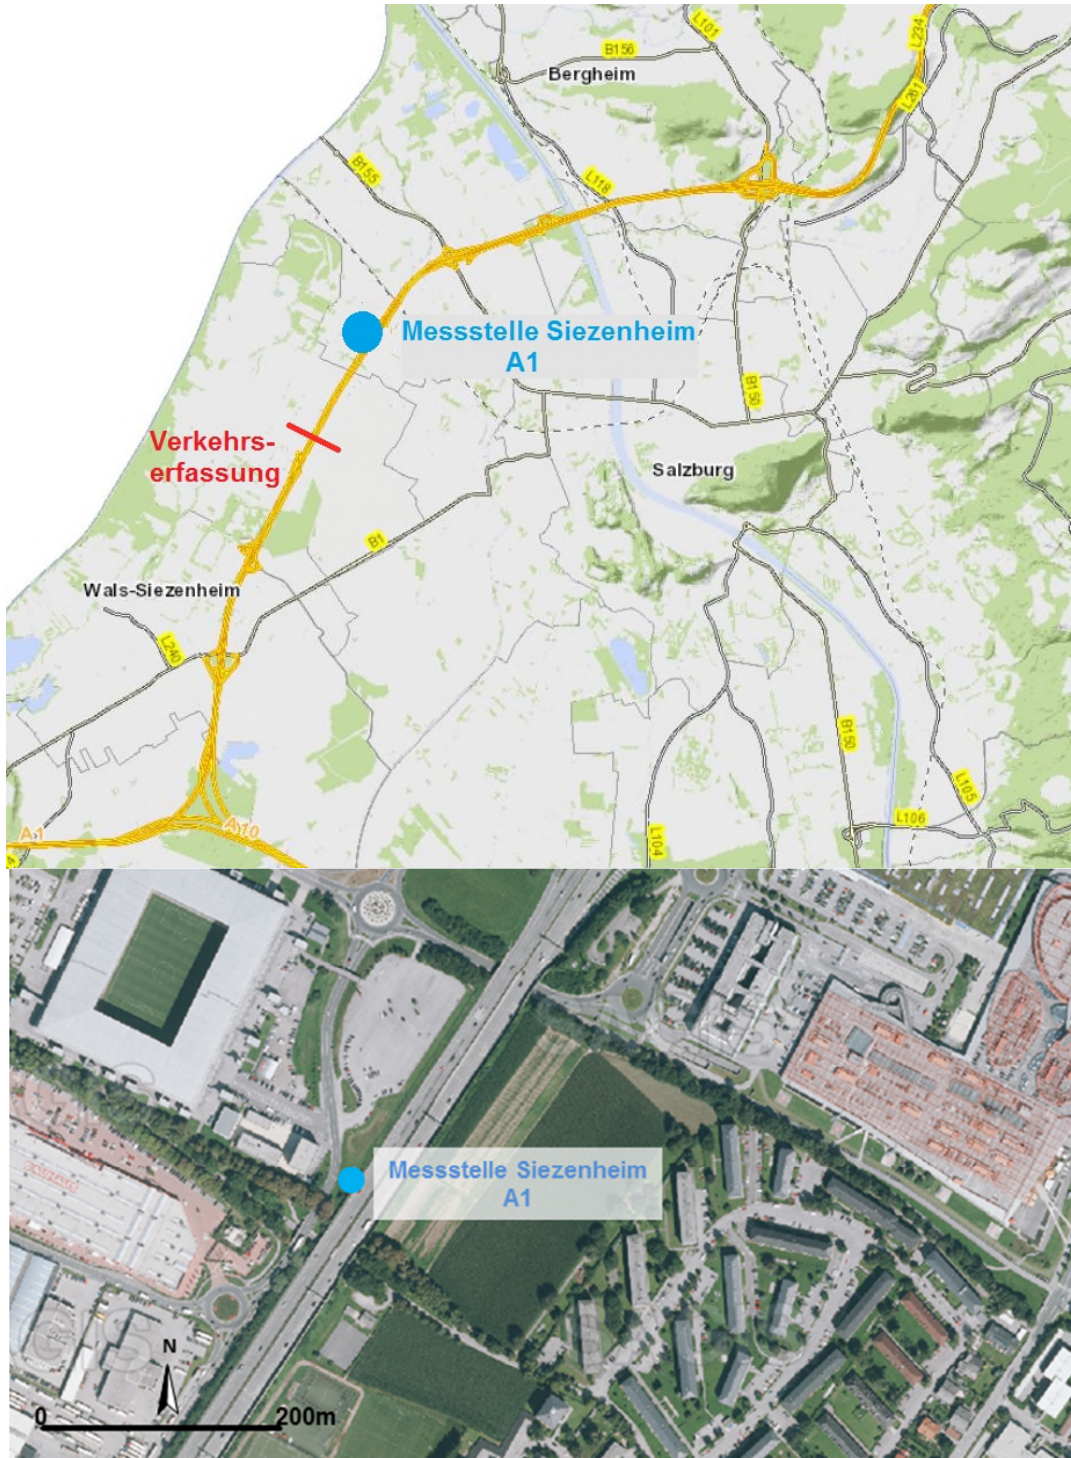 L101
L234
B156
Bergheim
L261
B155
L118
Messstelle Siezenheim
A1
B150
Verkehrs-
erfassung
Salzburg
B1
Wals-Siezenheim
L240
B150
L105
L106
A1
A10
L104
Messstelle Siezenheim
A1
GIS
N
0
200m